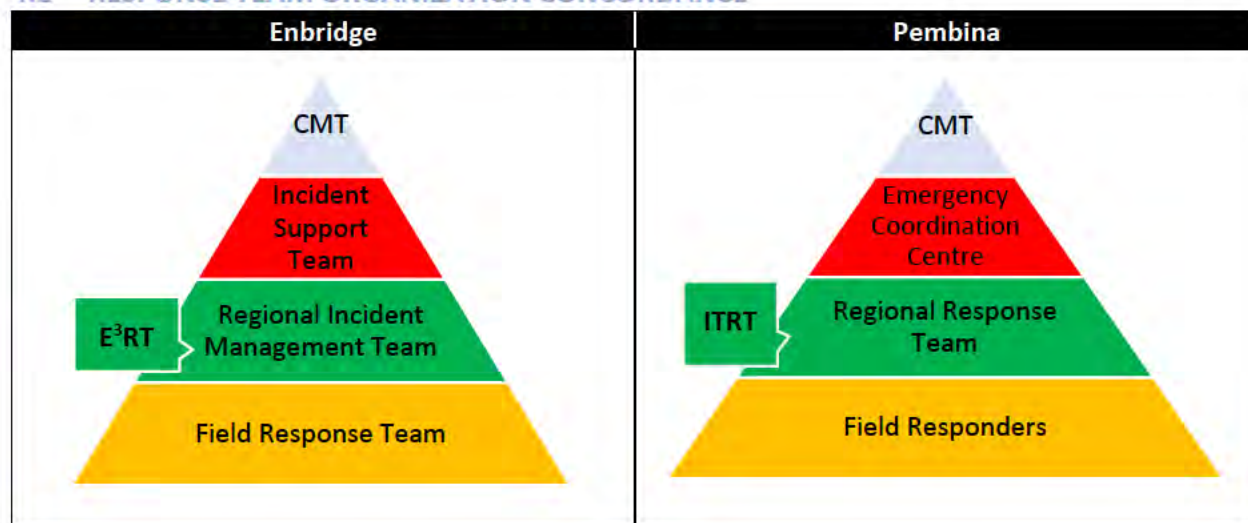 Enbridge
CMT
Incident
Support
Team
E³RT
Regional Incident
Management Team
Field Response Team
Pembina
CMT
Emergency
Coordination
Centre
ITRT
Regional Response
Team
Field Responders